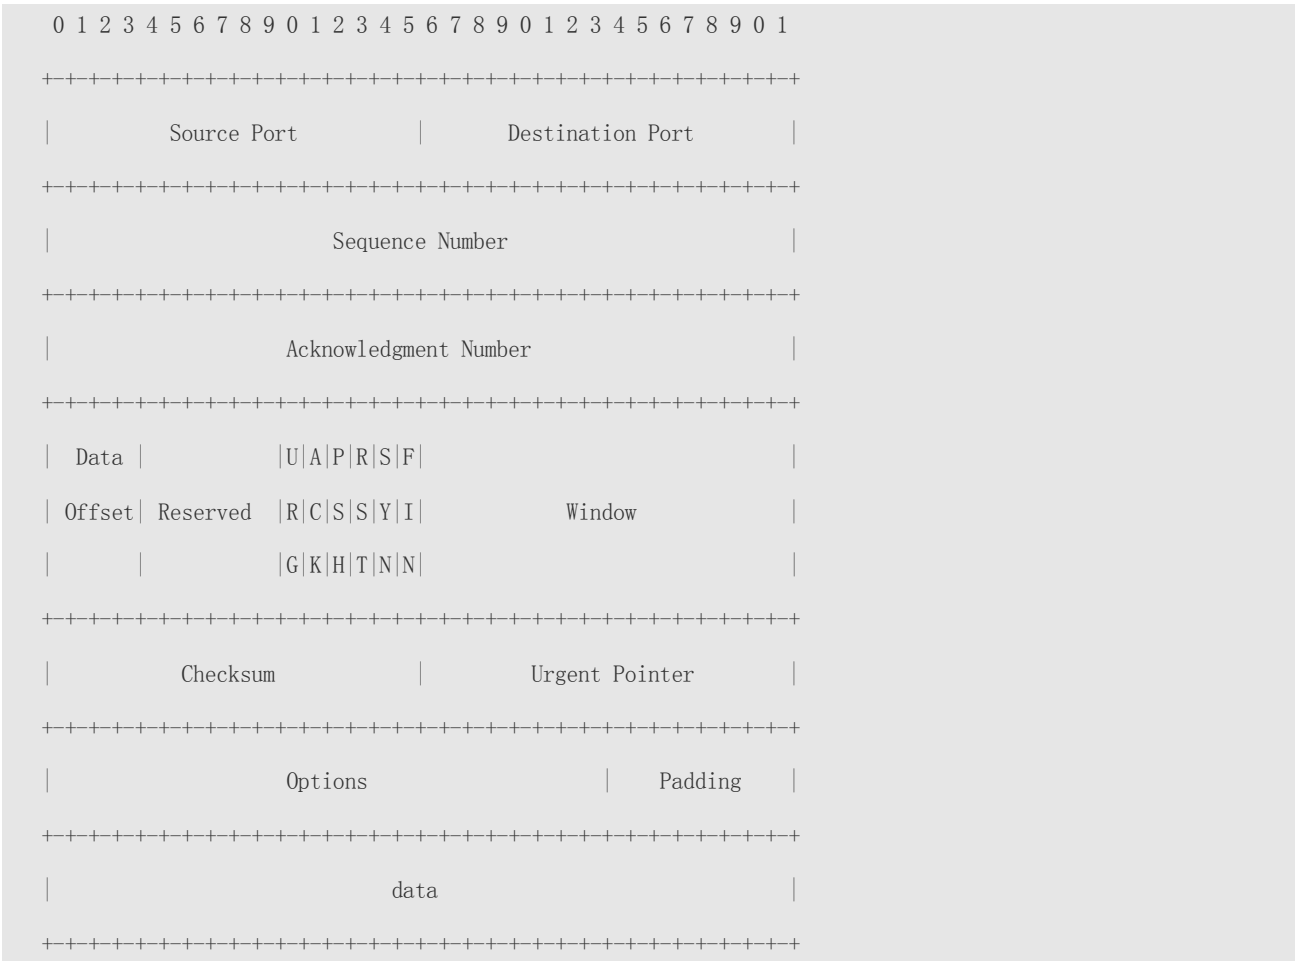 0 1 2 3 4 5 6 7 8 9 0 1 2 3 4 5 6 7 8 9 0 1 2 3 4 5 6 7 8 9 0 1
+-+-+-+-+-+-+-+-+-+-+-+-+-+-+-+-+-+-+-+-+-+-+-+-+-+-+-+-+-+-+-+-+
| Source Port | Destination Port |
+-+-+-+-+-+-+-+-+-+-+-+-+-+-+-+-+-+-+-+-+-+-+-+-+-+-+-+-+-+-+-+-+
| Sequence Number |
+-+-+-+-+-+-+-+-+-+-+-+-+-+-+-+-+-+-+-+-+-+-+-+-+-+-+-+-+-+-+-+-+
| Acknowledgment Number |
+-+-+-+-+-+-+-+-+-+-+-+-+-+-+-+-+-+-+-+-+-+-+-+-+-+-+-+-+-+-+-+-+
| Data | |U|A|P|R|S|F| |
| Offset| Reserved |R|C|S|S|Y|I| Window |
| | |G|K|H|T|N|N| |
+-+-+-+-+-+-+-+-+-+-+-+-+-+-+-+-+-+-+-+-+-+-+-+-+-+-+-+-+-+-+-+-+
| Checksum | Urgent Pointer |
+-+-+-+-+-+-+-+-+-+-+-+-+-+-+-+-+-+-+-+-+-+-+-+-+-+-+-+-+-+-+-+-+
| Options | Padding |
+-+-+-+-+-+-+-+-+-+-+-+-+-+-+-+-+-+-+-+-+-+-+-+-+-+-+-+-+-+-+-+-+
| data |
+-+-+-+-+-+-+-+-+-+-+-+-+-+-+-+-+-+-+-+-+-+-+-+-+-+-+-+-+-+-+-+-+